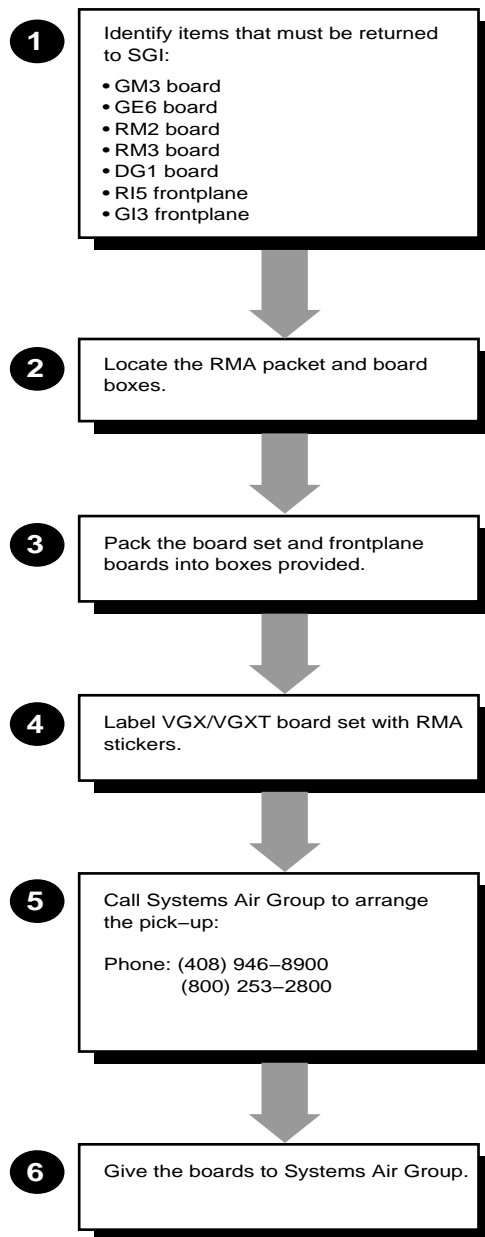 1
Identify items that must be returned
to SGI:
• GM3 board
• GE6 board
• RM2 board
• RM3 board
• DG1 board
• RI5 frontplane
• GI3 frontplane
2
Locate the RMA packet and board
boxes.
3
Pack the board set and frontplane
boards into boxes provided.
4
Label VGX/VGXT board set with RMA
stickers.
5
Call Systems Air Group to arrange
the pick–up:
Phone: (408) 946–8900
(800) 253–2800
6
Give the boards to Systems Air Group.